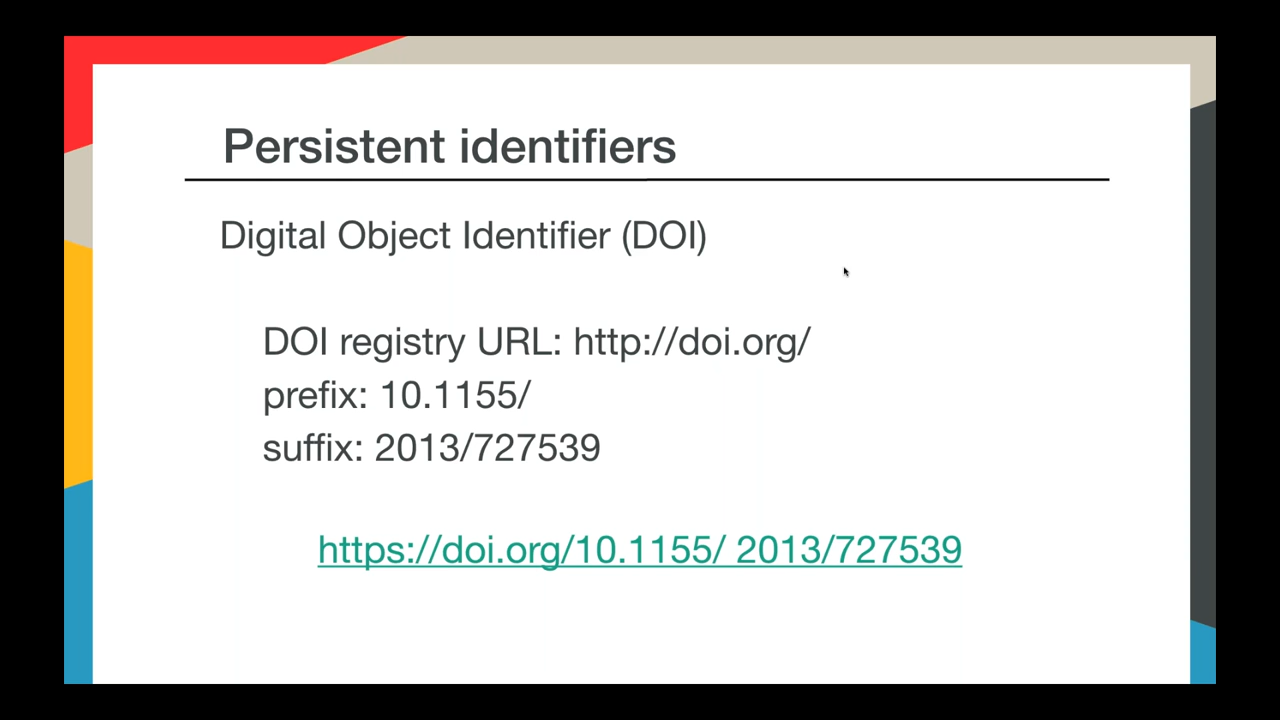 Persistent identifiers
Digital Object Identifier (DOI)
DOI registry URL: http://doi.org/
prefix: 10.1155/
suffix: 2013/727539
https://doi.org/10.1155/ 2013/727539